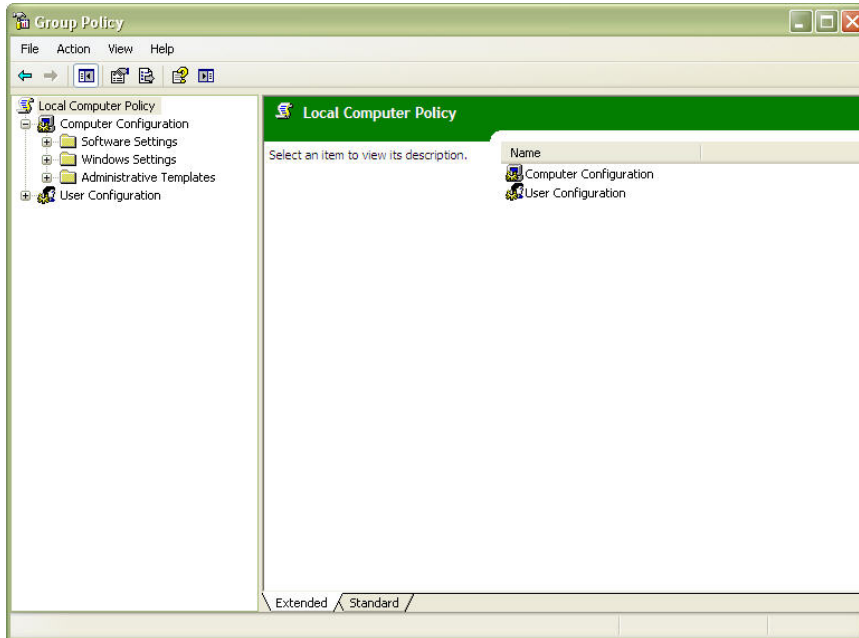 Group Policy
File Action View Help
Local Computer Policy
Computer Configuration
Software Settings
Windows Settings
Administrative Templates
User Configuration
Local Computer Policy
Select an item to view its description.
Name
Computer Configuration
User Configuration
Extended Standard